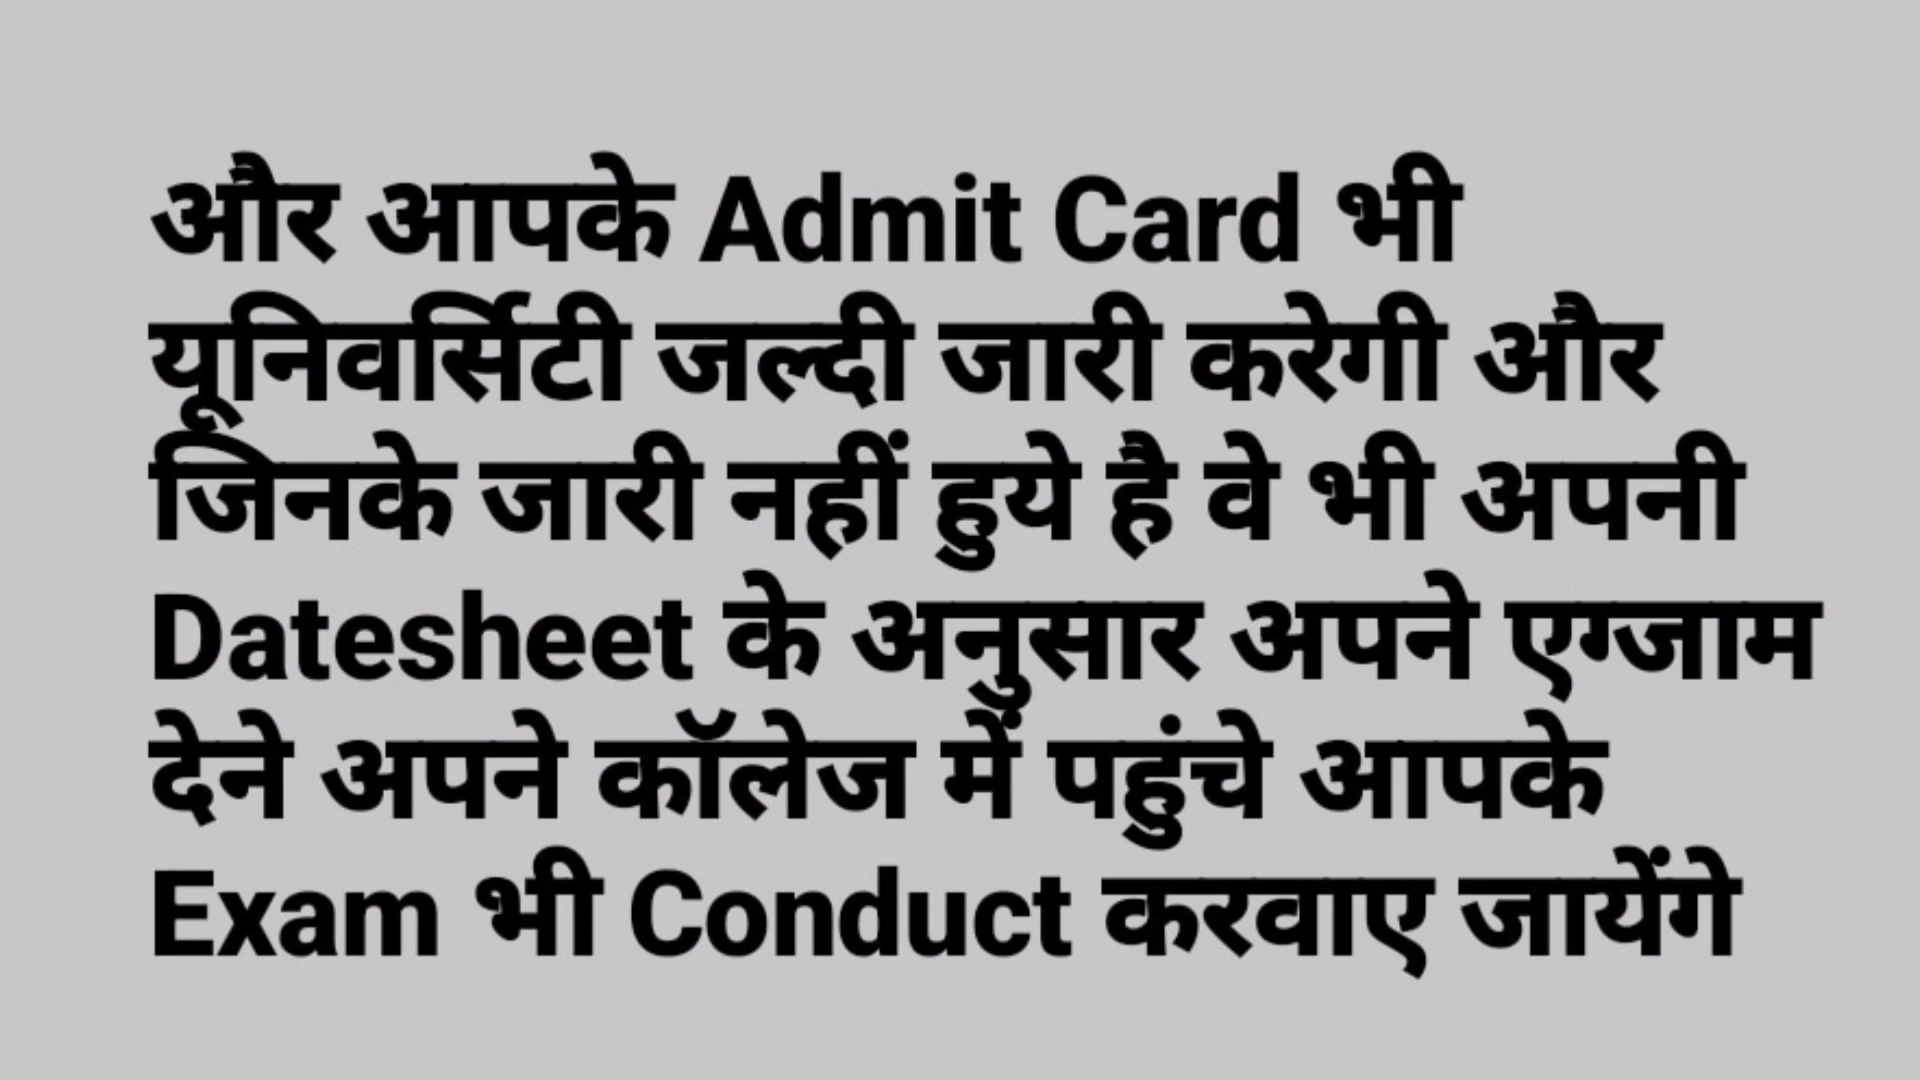 और आपके Admit Card भी
यूनिवर्सिटी जल्दी जारी करेगी और
जिनके जारी नहीं हुये है वे भी अपनी
Datesheet के अनुसार अपने एग्जाम
देने अपने कॉलेज में पहुंचे आपके
Exam भी Conduct करवाए जायेंगे